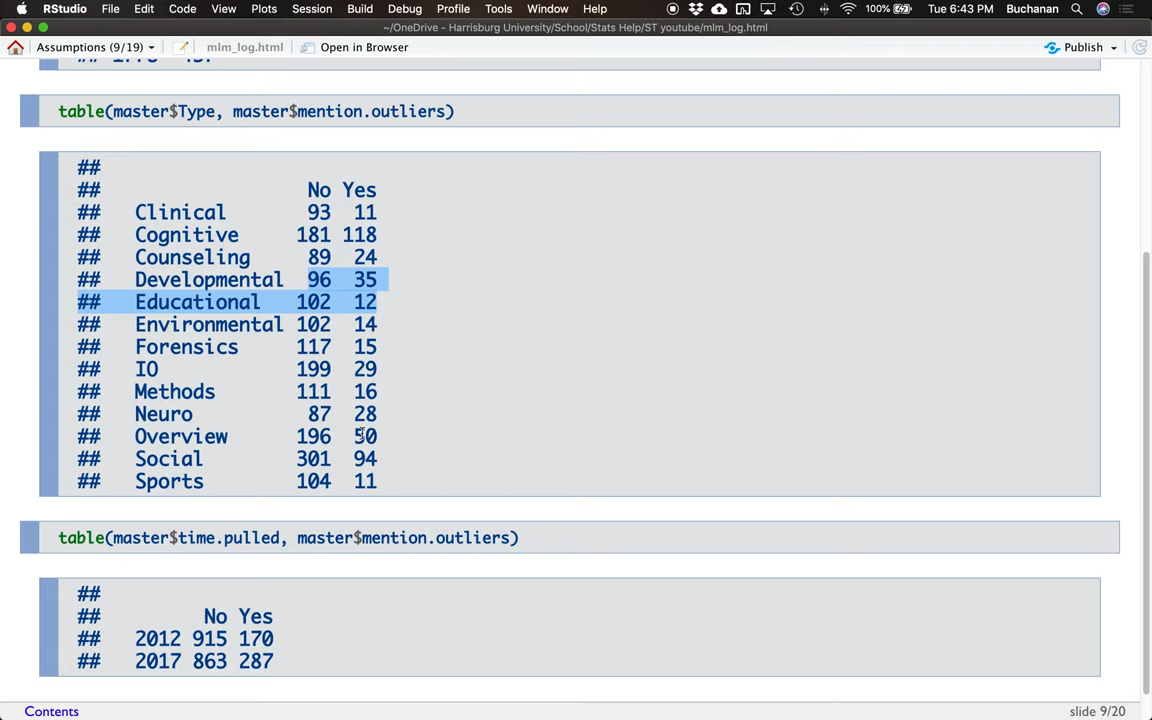 RStudio File Edit Code View Plots Session Build Debug Profile Tools Window Help 100% Tue 6:43 PM Buchanan
~/OneDrive - Harrisburg University/School/Stats Help/ST youtube/mlm_log.html
Assumptions (9/19) mlm_log.html Open in Browser Publish
table(master$Type, master$mention.outliers)
##
## No Yes
## Clinical 93 11
## Cognitive 181 118
## Counseling 89 24
## Developmental 96 35
## Educational 102 12
## Environmental 102 14
## Forensics 117 15
## IO 199 29
## Methods 111 16
## Neuro 87 28
## Overview 196 50
## Social 301 94
## Sports 104 11
table(master$time.pulled, master$mention.outliers)
##
## No Yes
## 2012 915 170
## 2017 863 287
Contents slide 9/20